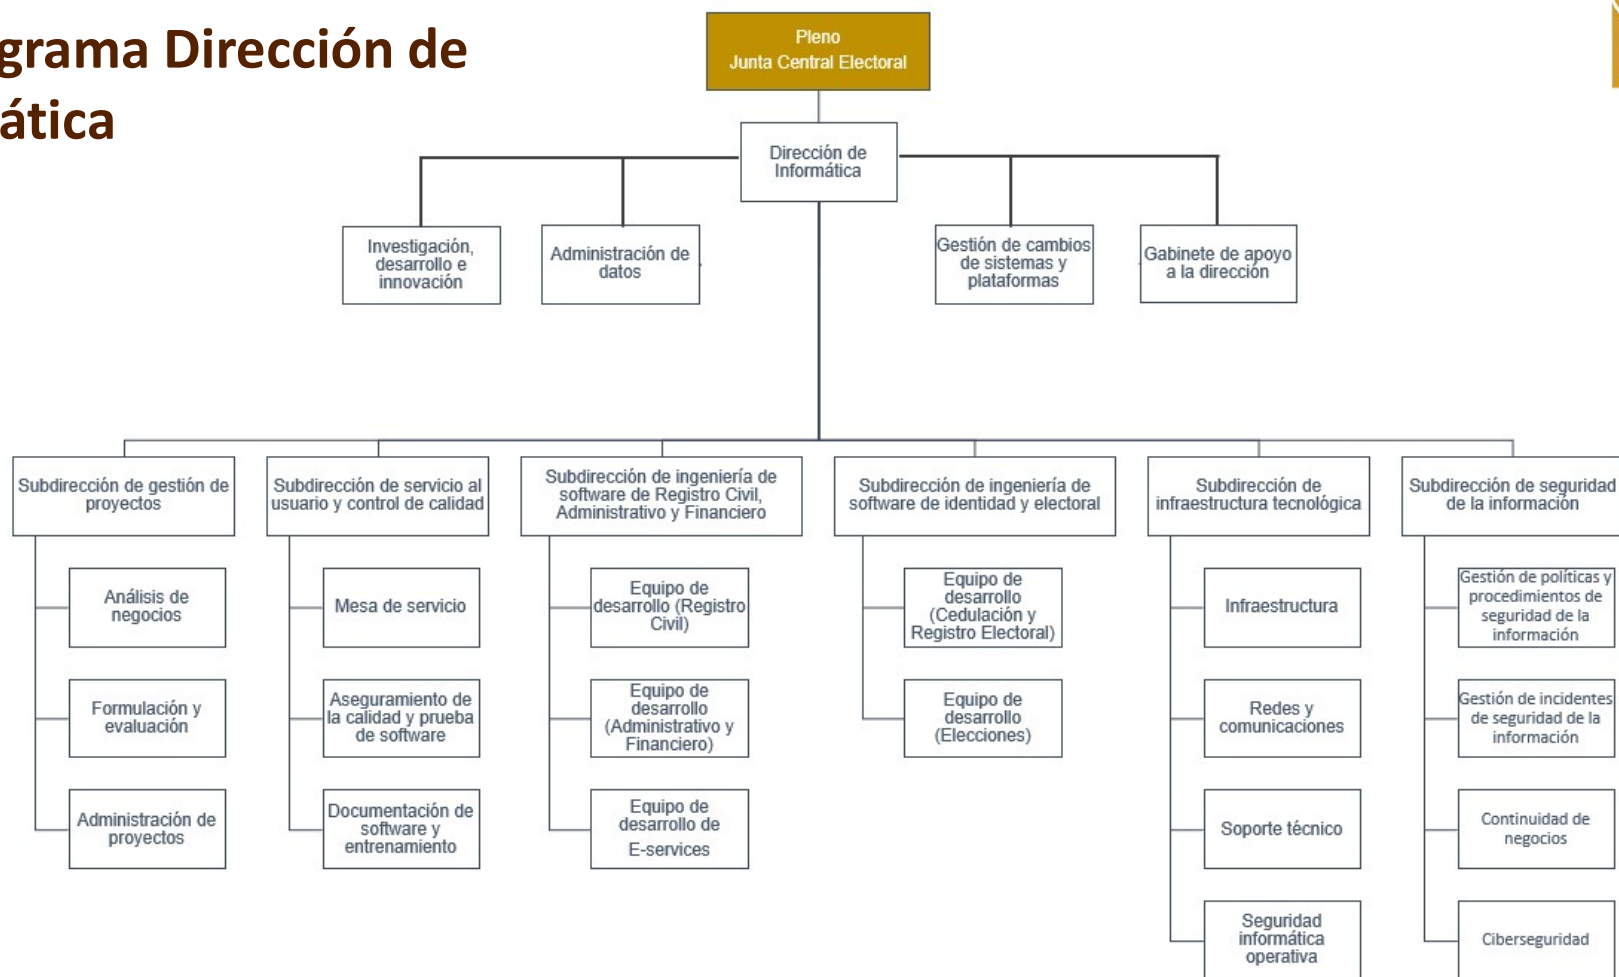 grama Dirección de
ática
Pleno
Junta Central Electoral
Dirección de
Informática
Investigación,
desarrollo e
innovación
Administración de
datos
Gestión de cambios
de sistemas y
plataformas
Gabinete de apoyo
a la dirección
Subdirección de gestión de
proyectos
Subdirección de servicio al
usuario y control de calidad
Subdirección de ingeniería de
software de Registro Civil,
Administrativo y Financiero
Subdirección de ingeniería de
software de identidad y electoral
Subdirección de
infraestructura tecnológica
Subdirección de seguridad
de la información
Análisis de
negocios
Formulación y
evaluación
Administración de
proyectos
Mesa de servicio
Aseguramiento de
la calidad y prueba
de software
Documentación de
software y
entrenamiento
Equipo de
desarrollo (Registro
Civil)
Equipo de
desarrollo
(Administrativo y
Financiero)
Equipo de
desarrollo de
E-services
Equipo de
desarrollo
(Cedulación y
Registro Electoral)
Equipo de
desarrollo
(Elecciones)
Infraestructura
Redes y
comunicaciones
Soporte técnico
Seguridad
informática
operativa
Gestión de políticas y
procedimientos de
seguridad de la
información
Gestión de incidentes
de seguridad de la
información
Continuidad de
negocios
Ciberseguridad